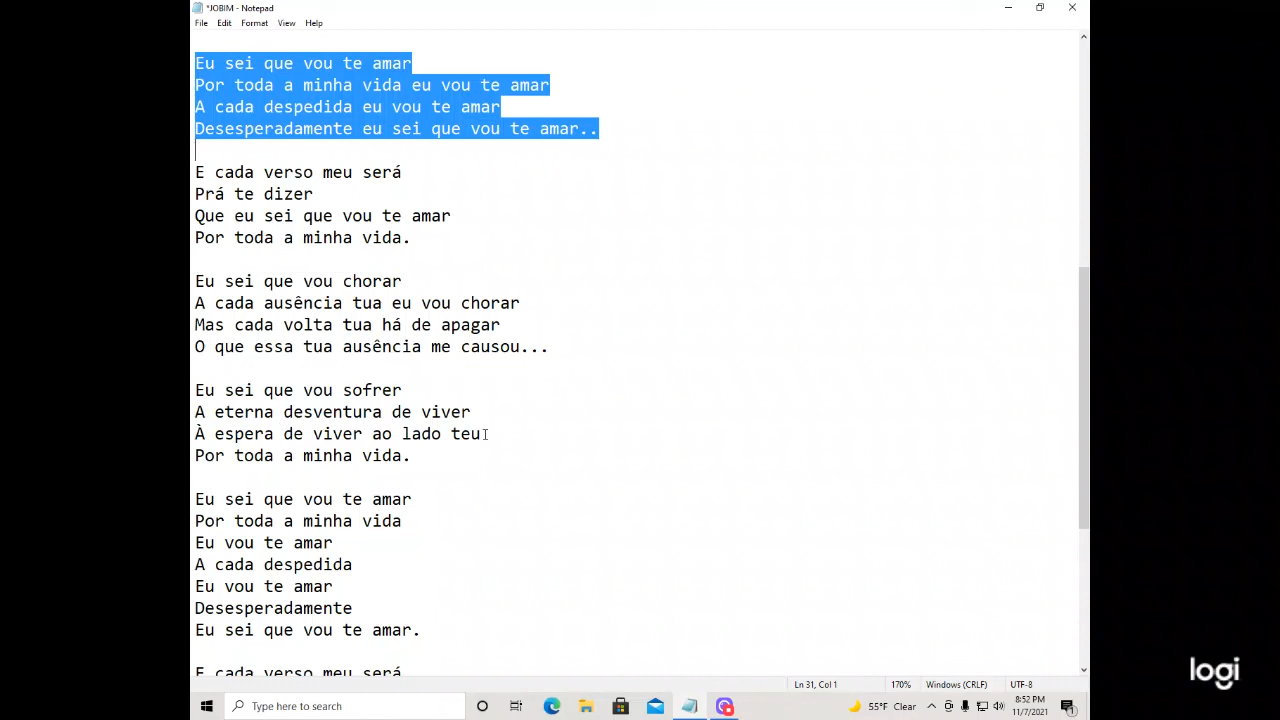 *JOBIM - Notepad
File Edit Format View Help
Eu sei que vou te amar
Por toda a minha vida eu vou te amar
A cada despedida eu vou te amar
Desesperadamente eu sei que vou te amar..
E cada verso meu será
Prá te dizer
Que eu sei que vou te amar
Por toda a minha vida.
Eu sei que vou chorar
A cada ausência tua eu vou chorar
Mas cada volta tua há de apagar
O que essa tua ausência me causou...
Eu sei que vou sofrer
A eterna desventura de viver
À espera de viver ao lado teu
Por toda a minha vida.
Eu sei que vou te amar
Por toda a minha vida
Eu vou te amar
A cada despedida
Eu vou te amar
Desesperadamente
Eu sei que vou te amar.
E cada verso meu será
logi
Ln 31, Col 1 170% Windows (CRLF) UTF-8
Type here to search 55°F Clear 8:52 PM
11/7/2021 1